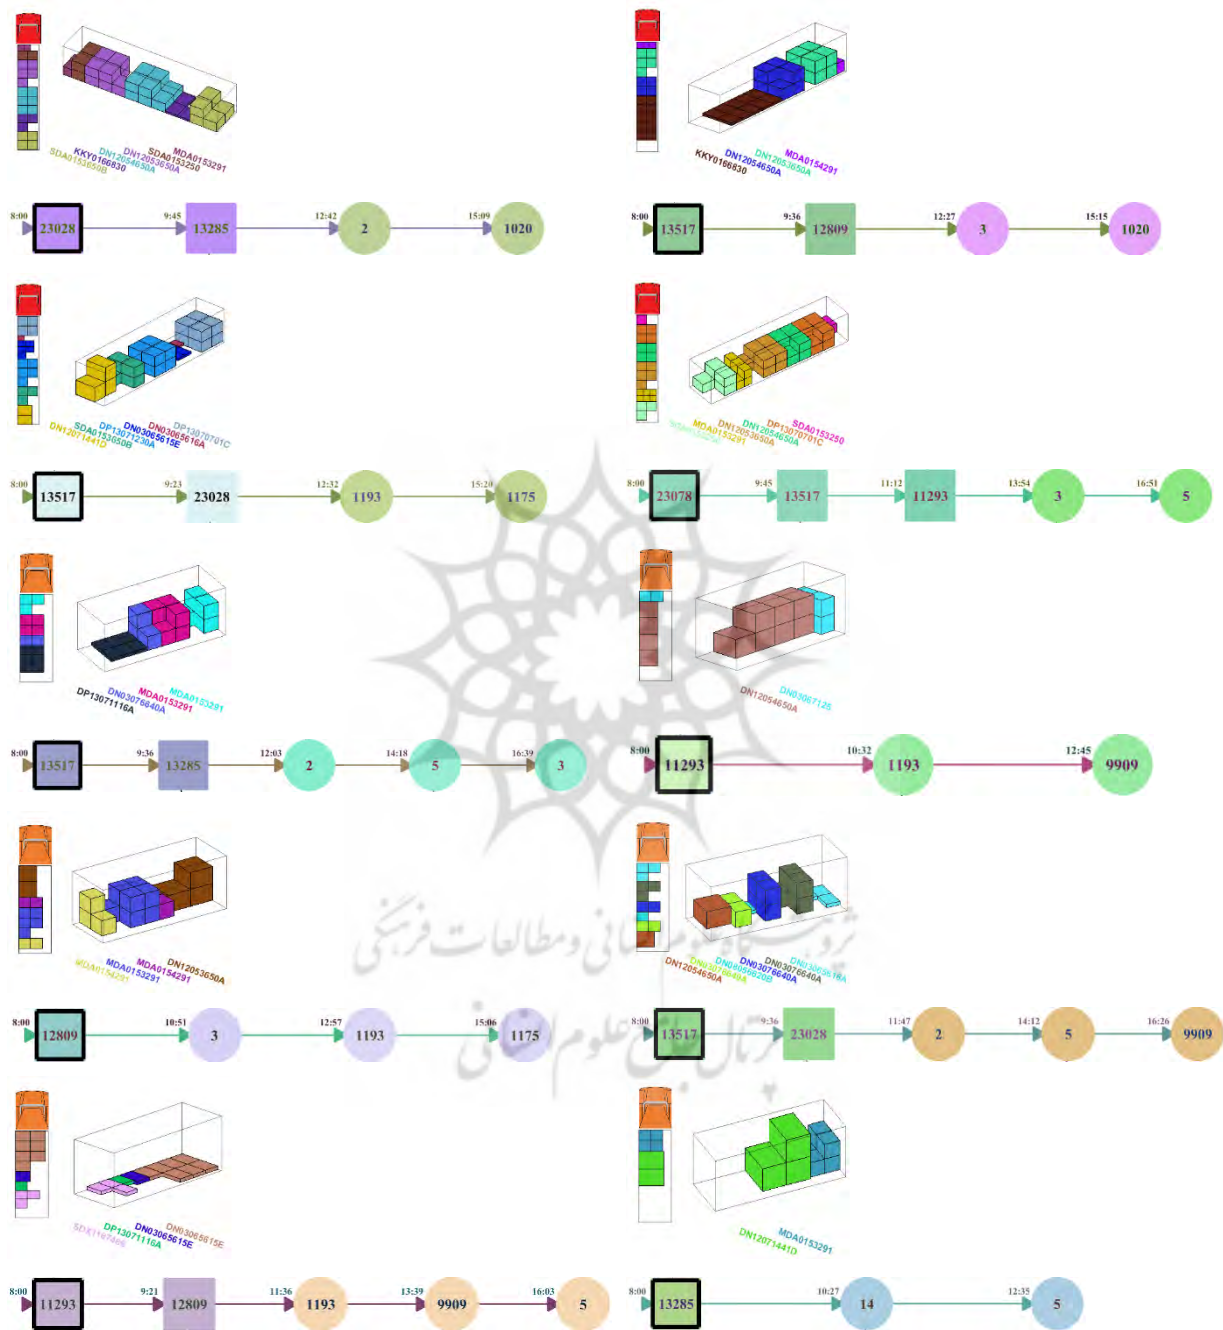 SDA0153650B
KKY0166830
DN12054650A
DN12053650A
SDA0153250
MDA0153291
8:00 9:45 12:42 15:09
23028 13285 2 1020
KKY0166830
DN12054650A
DN12053650A
MDA0154291
8:00 9:36 12:27 15:15
13517 12809 3 1020
DN12071441D
SDA0153650B
DP13071230A
DN03065615E
DN03065616A
DP13070701C
8:00 9:23 12:32 15:20
13517 23028 1193 1175
MDA0153291
DN12053650A
DN12054650A
DP13070701C
SDA0153250
8:00 9:45 11:12 13:54 16:51
23078 13517 11293 3 5
DP13071116A
DN03076640A
MDA0153291
MDA0153291
8:00 9:36 12:03 14:18 16:39
13517 13285 2 5 3
DN12054650A
DN03067125
8:00 10:32 12:45
11293 1193 9909
MDA0154291
MDA0153291
MDA0154291
DN12053650A
8:00 10:51 12:57 15:06
12809 3 1193 1175
DN12054650A
DN03076640A
DN03076640A
DN03076640A
8:00 9:36 11:47 14:12 16:26
13517 23028 2 5 9909
پرتال جامع علوم انسانی
DP13071116A
DN03065615E
DN03065615E
8:00 9:21 11:36 13:39 16:03
11293 12809 1193 9909 5
DN12071441D
MDA0153291
8:00 10:27 12:35
13285 14 5